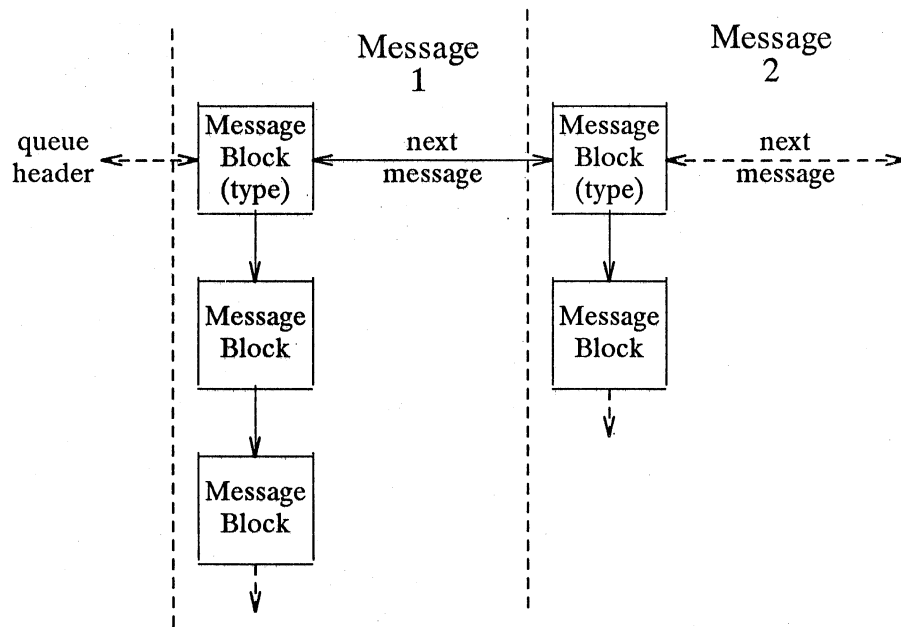 Message
1
Message
2
queue
header
Message
Block
(type)
next
message
Message
Block
(type)
next
message
Message
Block
Message
Block
Message
Block